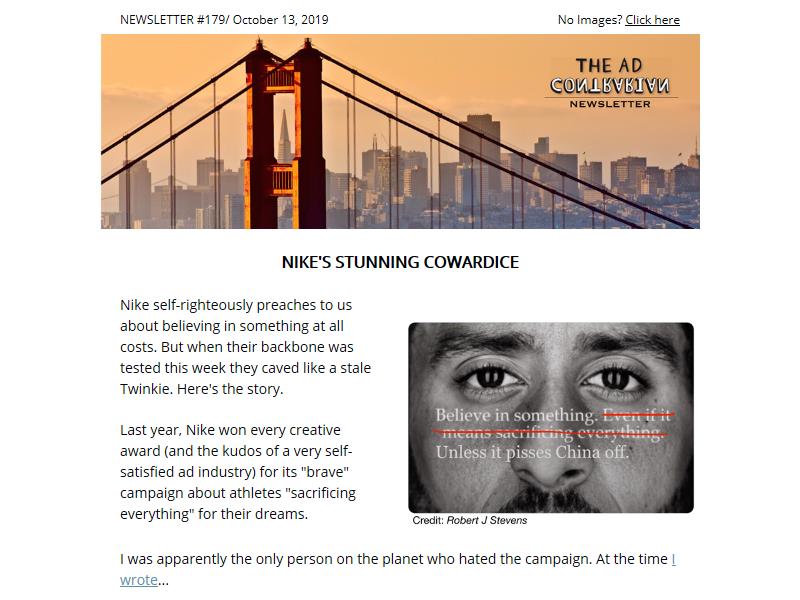 NEWSLETTER #179/ October 13, 2019
No Images? Click here
THE AD
CONTRARIAN
NEWSLETTER
NIKE'S STUNNING COWARDICE
Nike self-righteously preaches to us
about believing in something at all
costs. But when their backbone was
tested this week they caved like a stale
Twinkie. Here's the story.
Last year, Nike won every creative
award (and the kudos of a very self-
satisfied ad industry) for its "brave"
campaign about athletes "sacrificing
everything" for their dreams.
Believe in something. Even if it
means sacrificing everything.
Unless it pisses China off.
Credit: Robert J Stevens
I was apparently the only person on the planet who hated the campaign. At the time I
wrote...